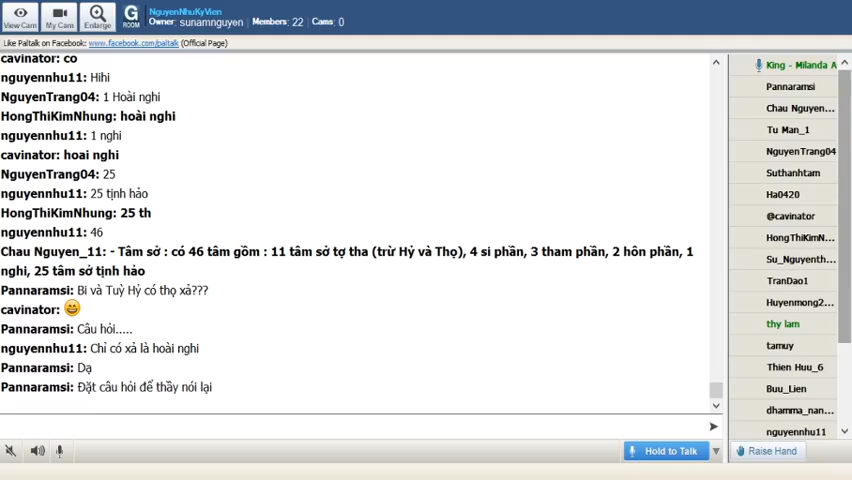 NguyenNhuKyVien
Owner: sunamnguyen Members: 22 Cams: 0
View Cam My Cam Enlarge G ROOM
Like Paltalk on Facebook: www.facebook.com/paltalk (Official Page)
cavinator: co
nguyennhu11: Hihi
NguyenTrang04: 1 Hoài nghi
HongThiKimNhung: hoài nghi
nguyennhu11: 1 nghi
cavinator: hoai nghi
NguyenTrang04: 25
nguyennhu11: 25 tịnh hảo
HongThiKimNhung: 25 th
nguyennhu11: 46
Chau Nguyen_11: - Tâm sở : có 46 tâm gồm : 11 tâm sở tợ tha (trừ Hỷ và Thọ), 4 si phần, 3 tham phần, 2 hôn phần, 1
nghi, 25 tâm sở tịnh hảo
Pannaramsi: Bi và Tuỳ Hỷ có thọ xả???
cavinator:
Pannaramsi: Câu hỏi.....
nguyennhu11: Chỉ có xả là hoài nghi
Pannaramsi: Dạ
Pannaramsi: Đặt câu hỏi để thầy nói lại
King - Milanda A
Pannaramsi
Chau Nguyen...
Tu Man_1
NguyenTrang04
Suthanhtam
Ha0420
@cavinator
HongThiKimN...
Su_Nguyenth...
TranDao1
Huyenmong2...
thy lam
tamuy
Thien Huu_6
Buu_Lien
dhamma_nan...
nguyennhu11
Hold to Talk
Raise Hand